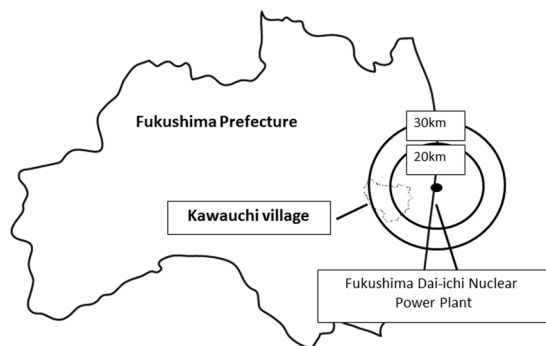 Fukushima Prefecture
30km
20km
Kawauchi village
Fukushima Dai-ichi Nuclear
Power Plant